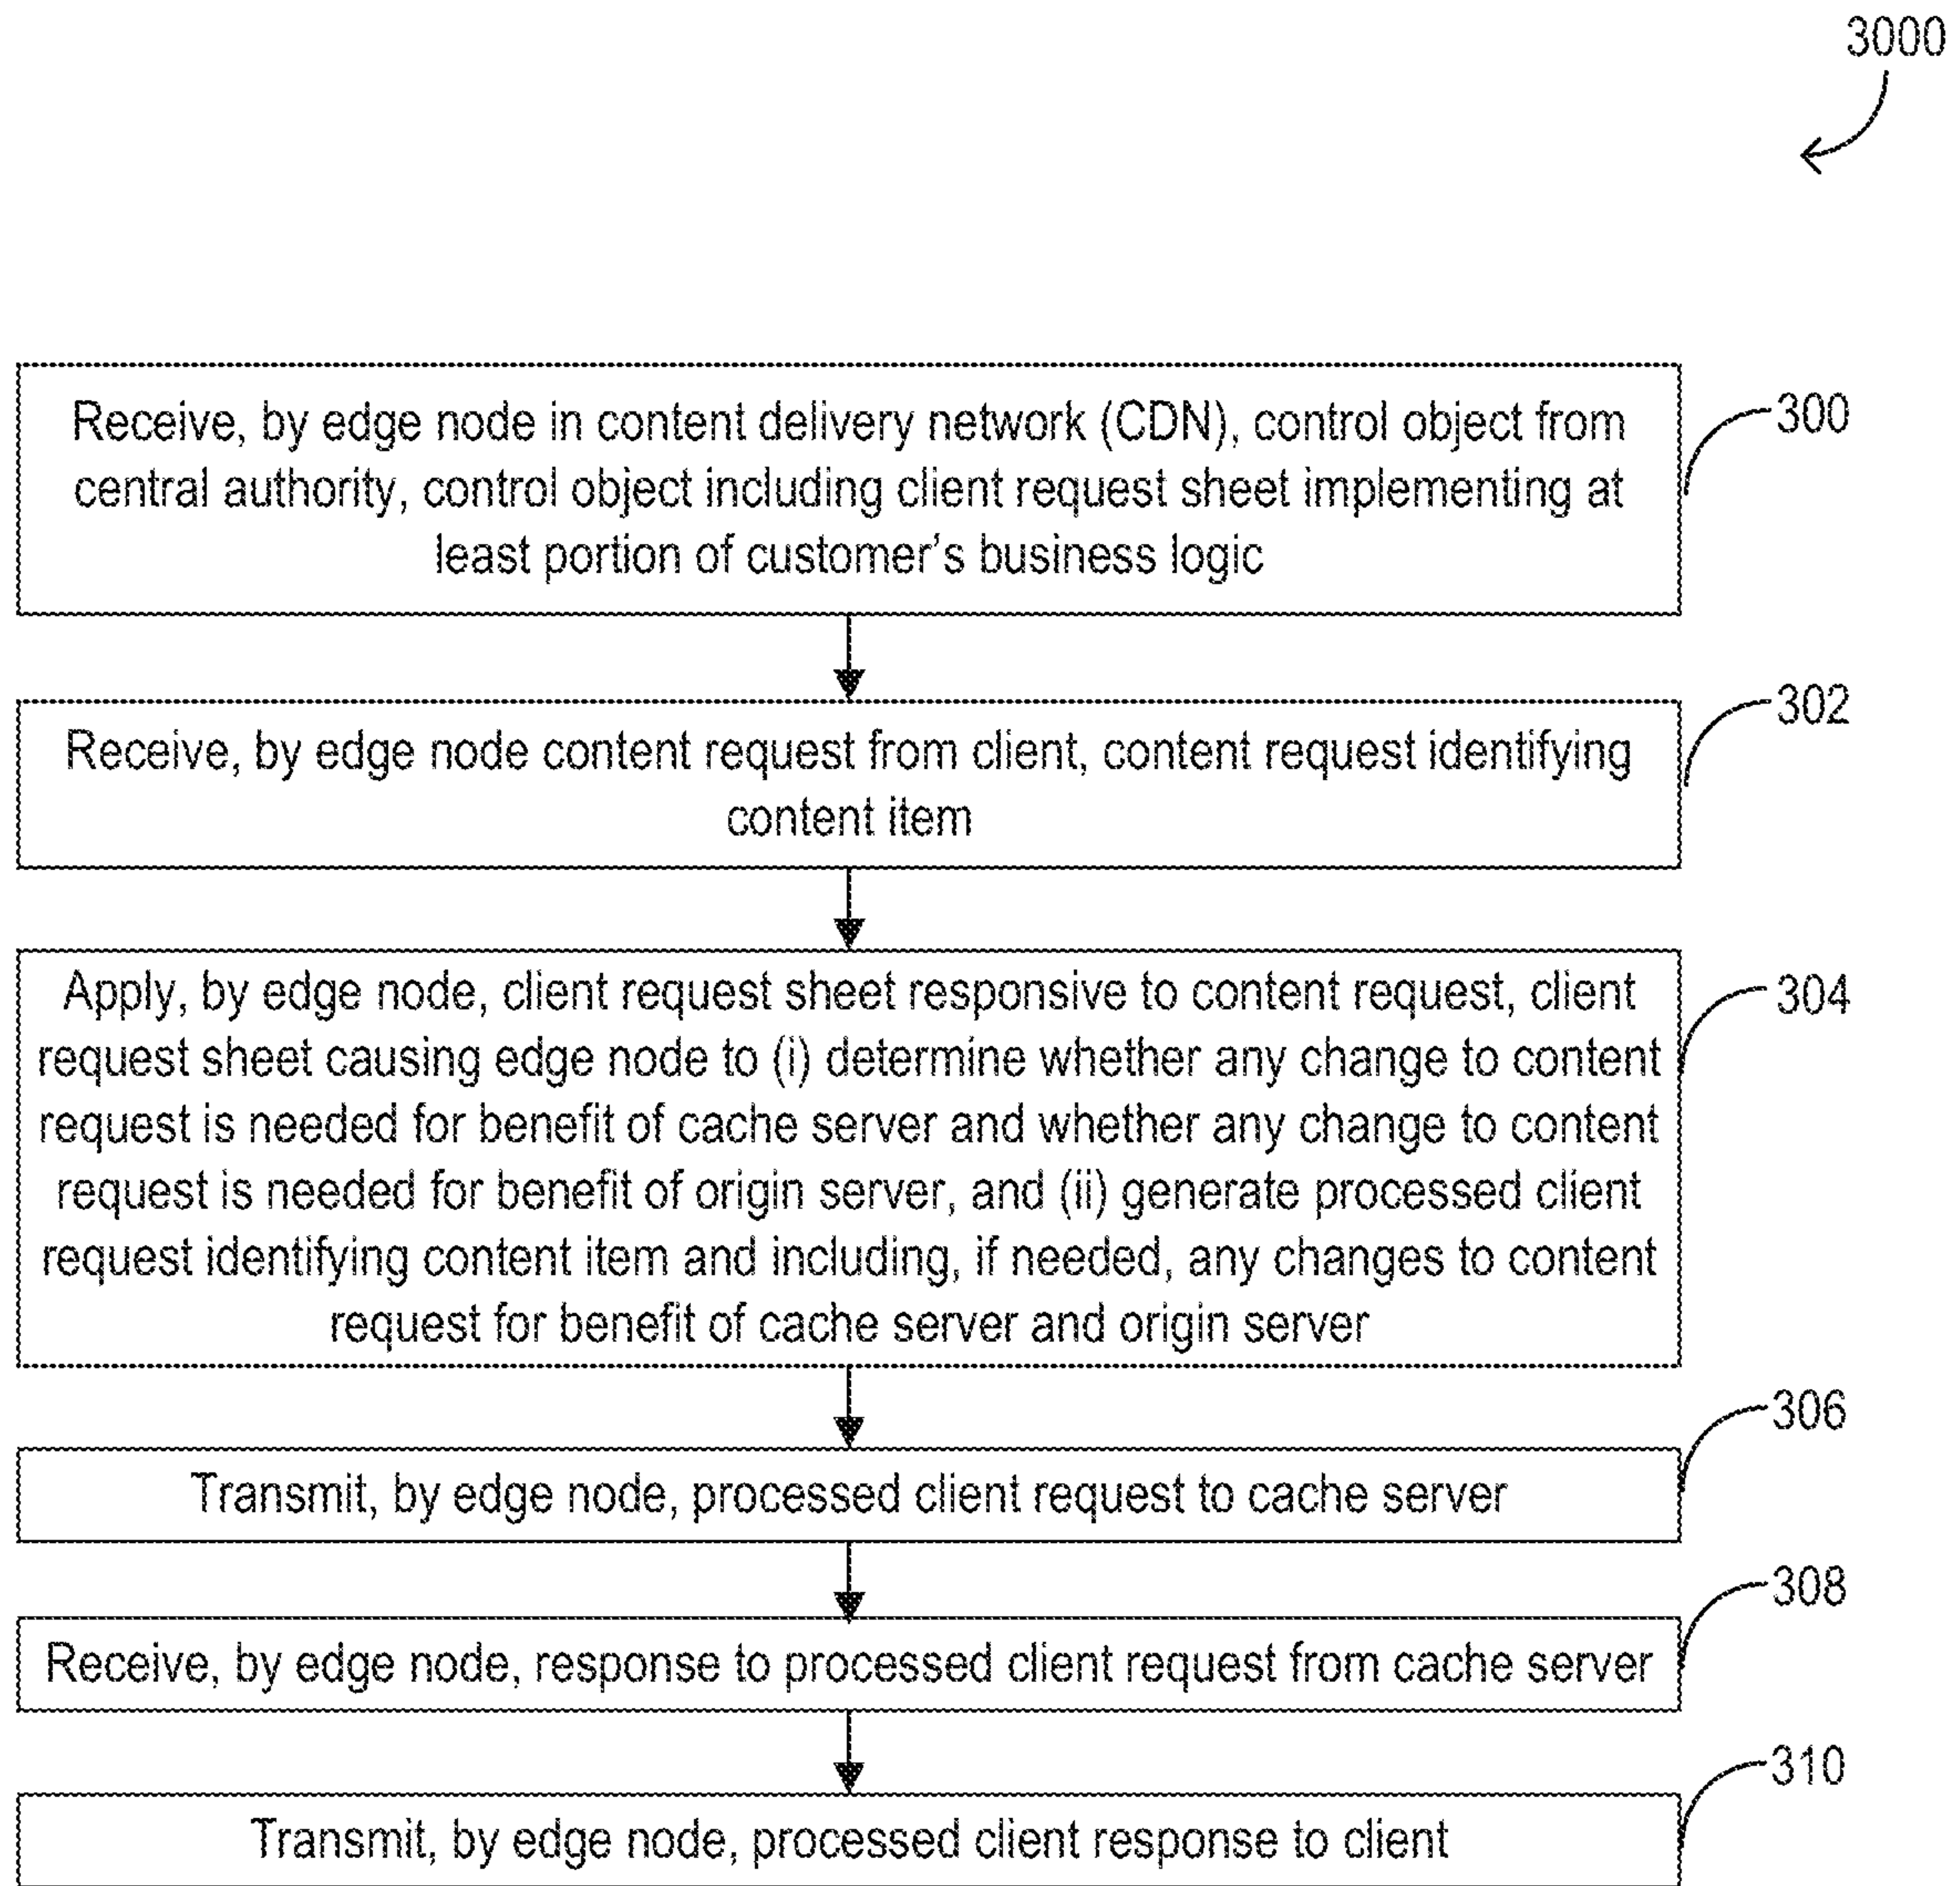 3000
Receive, by edge node in content delivery network (CDN), control object from
central authority, control object including client request sheet implementing at
least portion of customer's business logic
300
Receive, by edge node content request from client, content request identifying
content item
302
Apply, by edge node, client request sheet responsive to content request, client
request sheet causing edge node to (i) determine whether any change to content
request is needed for benefit of cache server and whether any change to content
request is needed for benefit of origin server, and (ii) generate processed client
request identifying content item and including, if needed, any changes to content
request for benefit of cache server and origin server
304
Transmit, by edge node, processed client request to cache server
306
Receive, by edge node, response to processed client request from cache server
308
Transmit, by edge node, processed client response to client
310